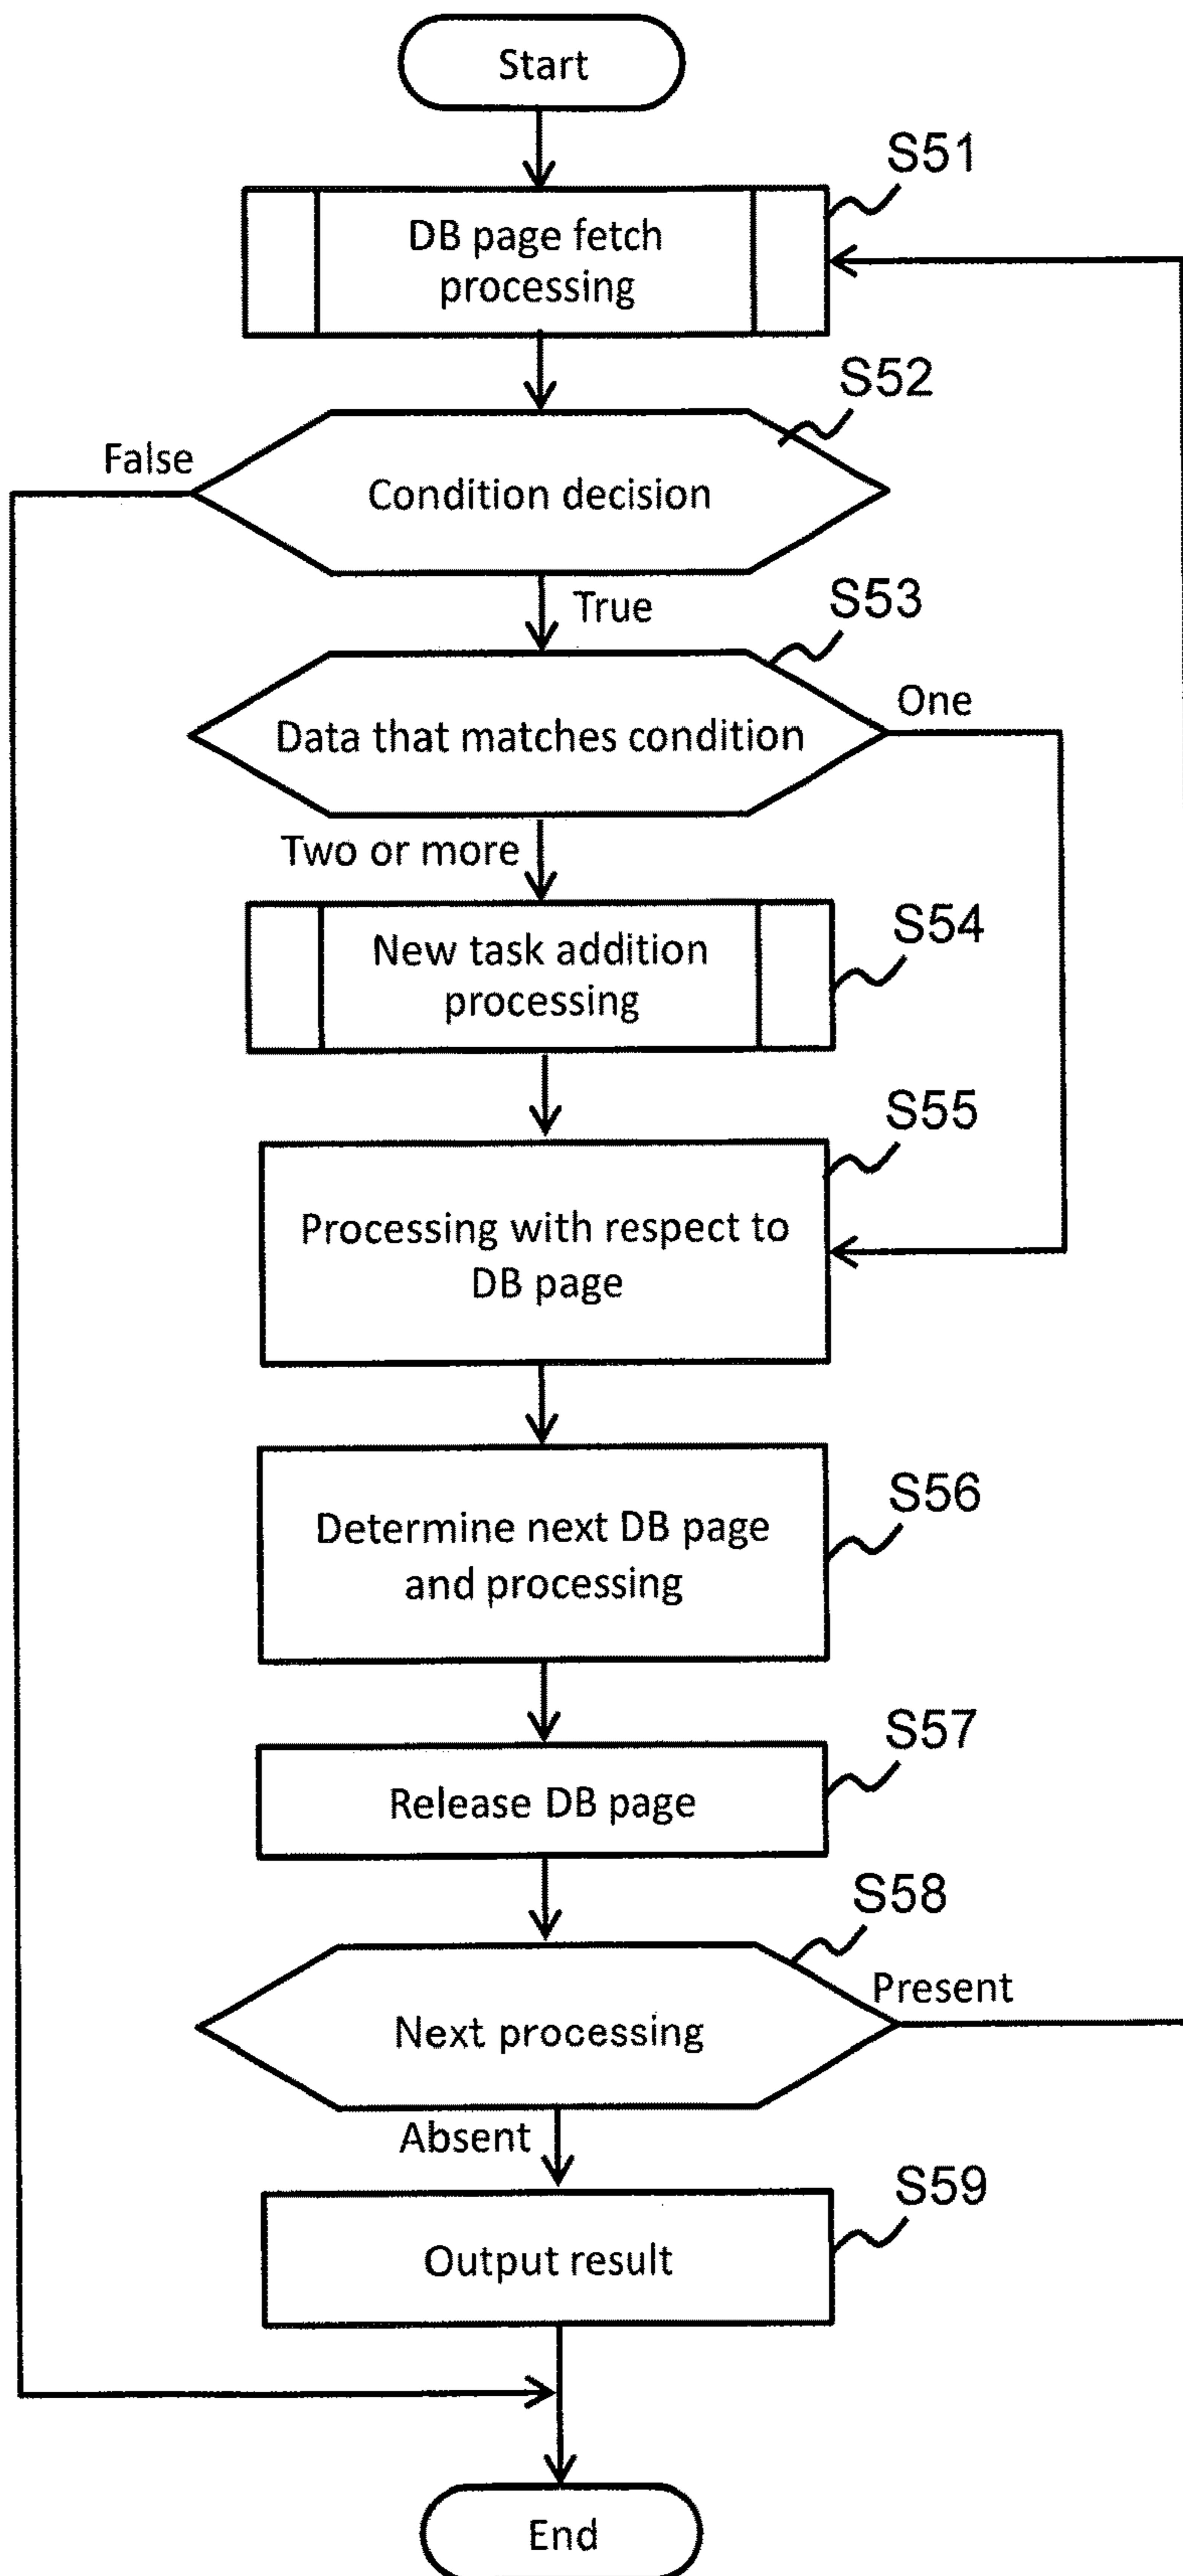 Start
S51
DB page fetch
processing
S52
False
Condition decision
True
S53
One
Data that matches condition
Two or more
S54
New task addition
processing
S55
Processing with respect to
DB page
S56
Determine next DB page
and processing
S57
Release DB page
S58
Present
Next processing
Absent
S59
Output result
End